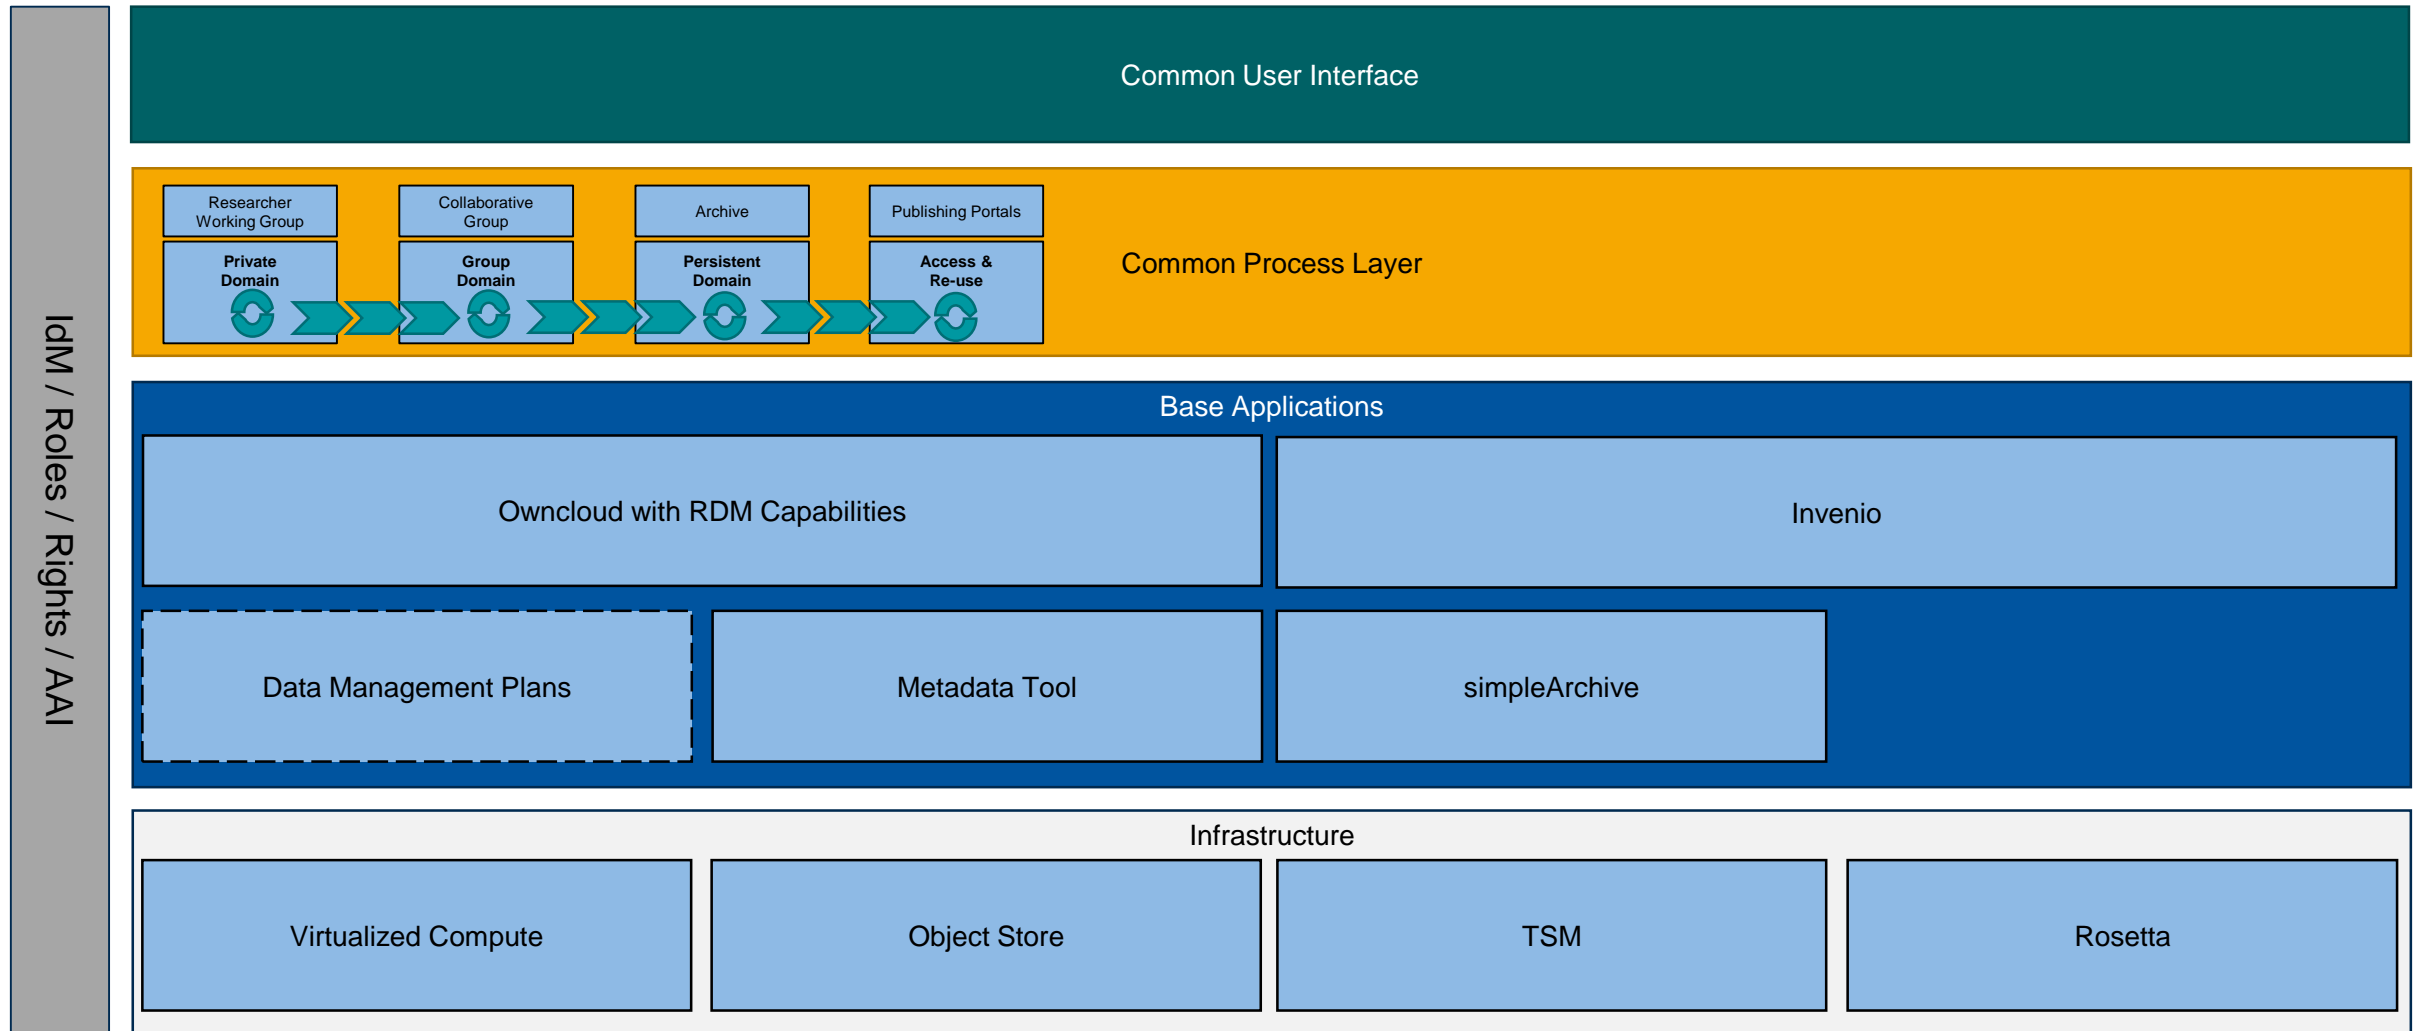 IdM / Roles / Rights / AAI
Common User Interface
Researcher
Working Group
Collaborative
Group
Archive
Publishing Portals
Private
Domain
Group
Domain
Persistent
Domain
Access &
Re-use
Common Process Layer
Base Applications
Owncloud with RDM Capabilities
Invenio
Data Management Plans
Metadata Tool
simpleArchive
Infrastructure
Virtualized Compute
Object Store
TSM
Rosetta